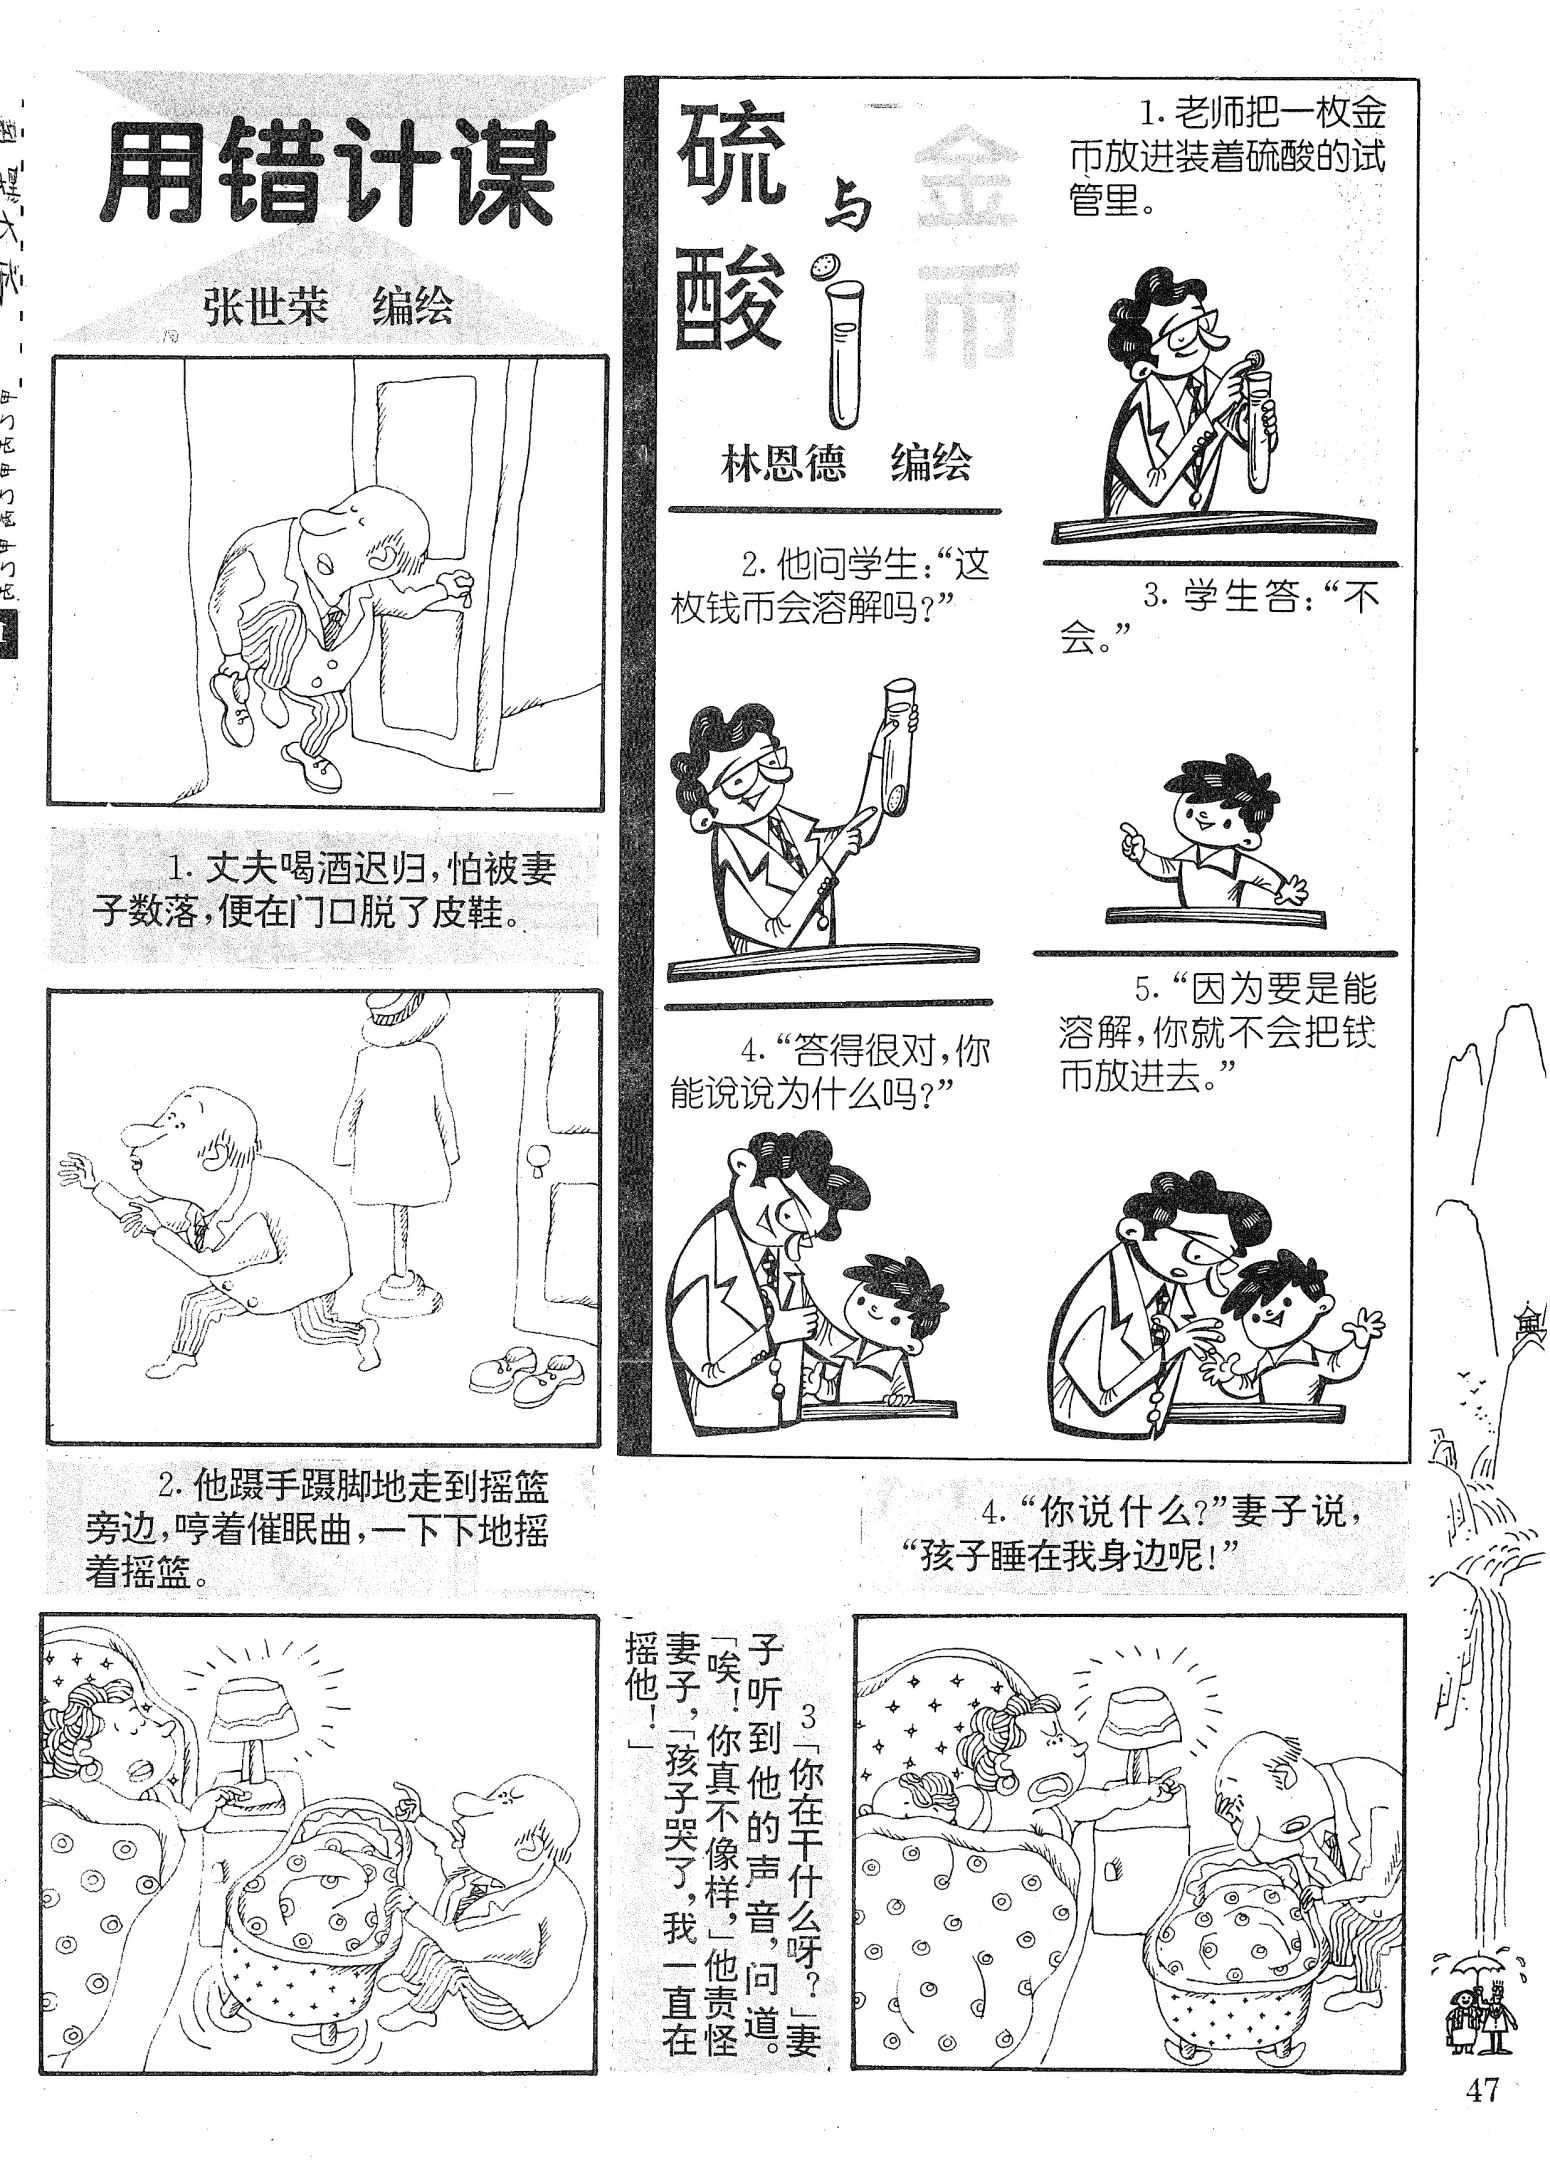 用错计谋
张世荣 编绘
1. 丈夫喝酒迟归，怕被妻
子数落，便在门口脱了皮鞋。
2. 他蹑手蹑脚地走到摇篮
旁边，哼着催眠曲，一下下地摇
着摇篮。
3「你在干什么呀？」妻
子听到他的声音，问道。
「唉！你真不像样，」他责怪
妻子，「孩子哭了，我一直在
摇他！」
4. “你说什么？”妻子说，
“孩子睡在我身边呢！”
硫酸与金币
林恩德 编绘
1. 老师把一枚金
币放进装着硫酸的试
管里。
2. 他问学生：“这
枚钱币会溶解吗？”
3. 学生答：“不
会。”
4. “答得很对，你
能说说为什么吗？”
5. “因为要是能
溶解，你就不会把钱
币放进去。”
47